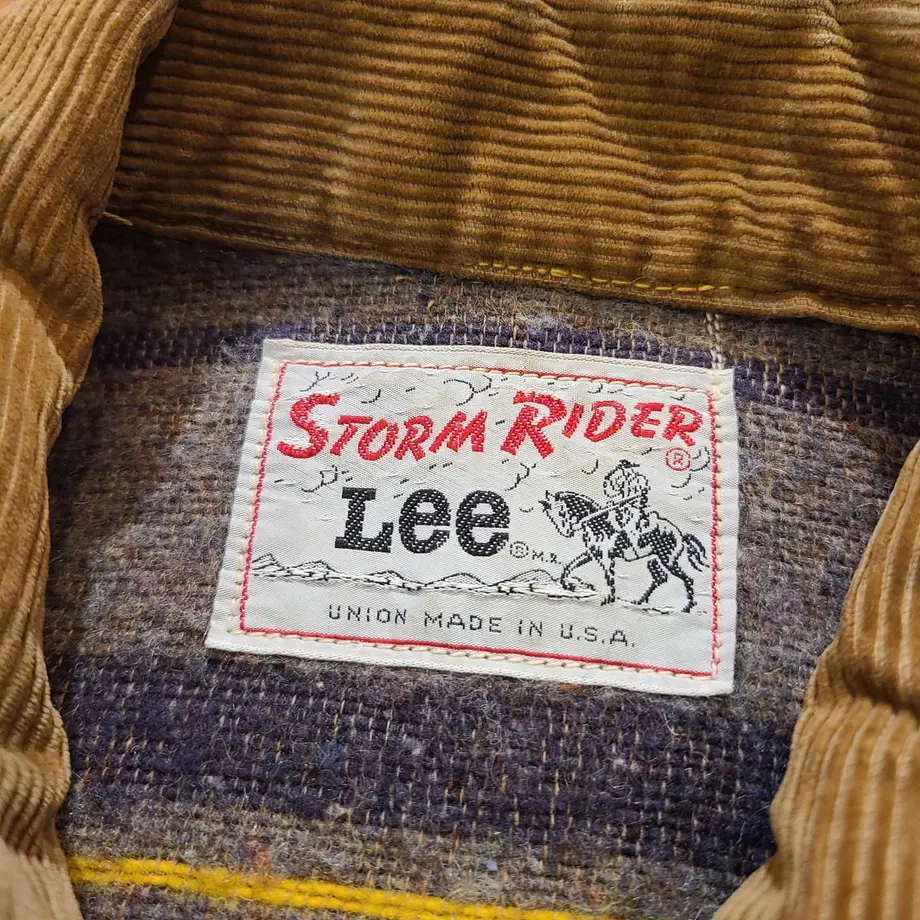 STORM RIDER ®
Lee ® M.R.
UNION MADE IN U.S.A.